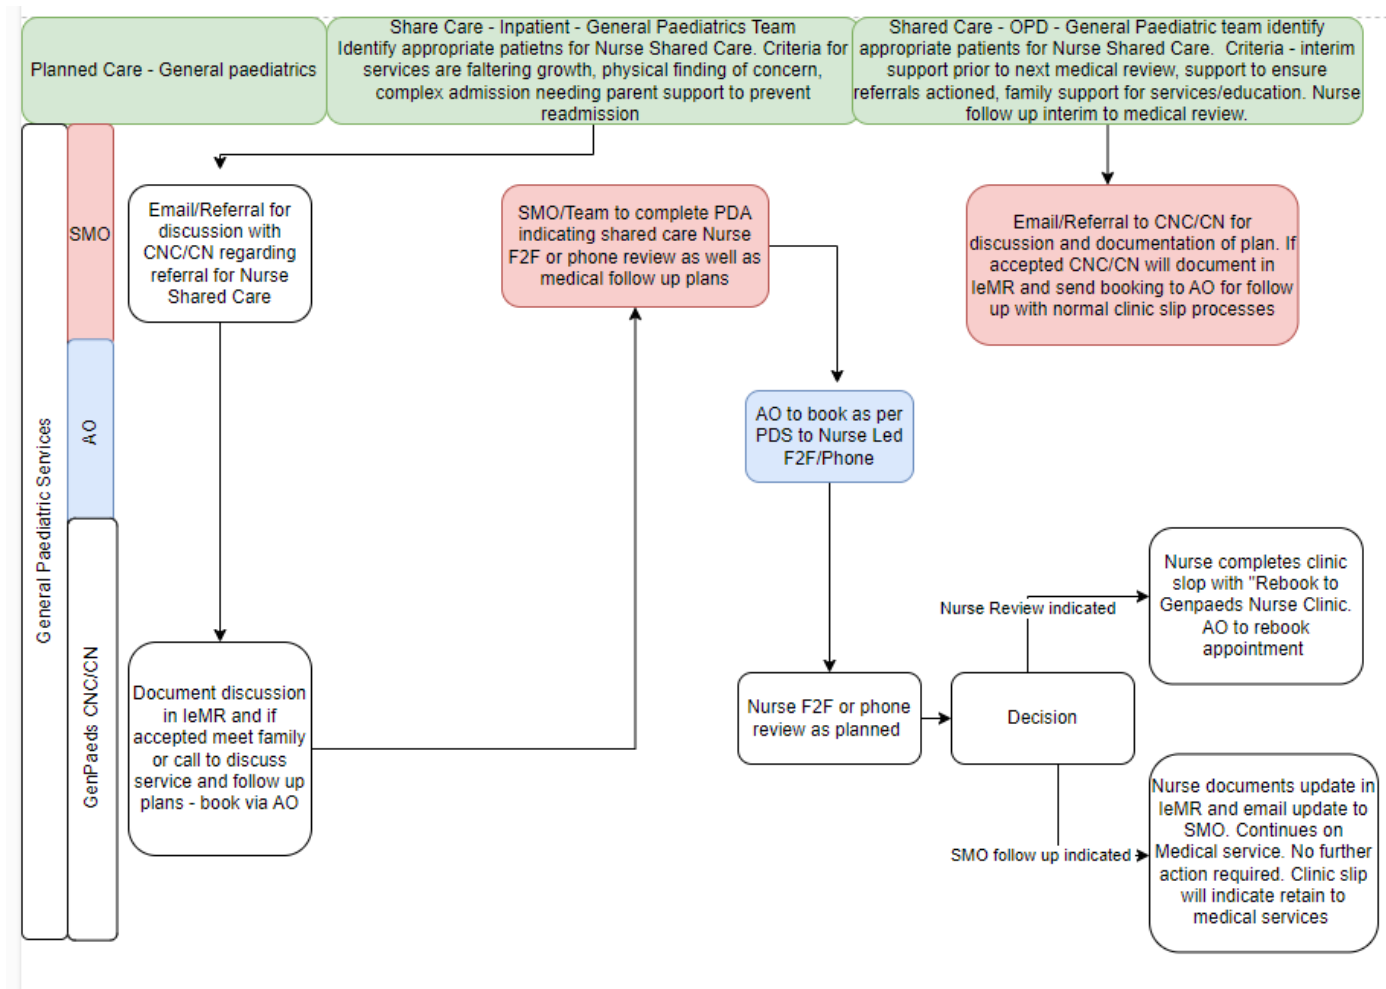 Planned Care - General paediatrics
Share Care - Inpatient - General Paediatrics Team
Identify appropriate patietns for Nurse Shared Care. Criteria for
services are faltering growth, physical finding of concern,
complex admission needing parent support to prevent
readmission
Shared Care - OPD - General Paediatric team identify
appropriate patients for Nurse Shared Care.  Criteria - interim
support prior to next medical review, support to ensure
referrals actioned, family support for services/education. Nurse
follow up interim to medical review.
General Paediatric Services
SMO
AO
GenPaeds CNC/CN
Email/Referral for
discussion with
CNC/CN regarding
referral for Nurse
Shared Care
SMO/Team to complete PDA
indicating shared care Nurse
F2F or phone review as well as
medical follow up plans
Email/Referral to CNC/CN for
discussion and documentation of plan. If
accepted CNC/CN will document in
IeMR and send booking to AO for follow
up with normal clinic slip processes
AO to book as per
PDS to Nurse Led
F2F/Phone
Document discussion
in IeMR and if
accepted meet family
or call to discuss
service and follow up
plans - book via AO
Nurse F2F or phone
review as planned
Decision
Nurse Review indicated
Nurse completes clinic
slop with "Rebook to
Genpaeds Nurse Clinic.
AO to rebook
appointment
SMO follow up indicated
Nurse documents update in
IeMR and email update to
SMO. Continues on
Medical service. No further
action required. Clinic slip
will indicate retain to
medical services